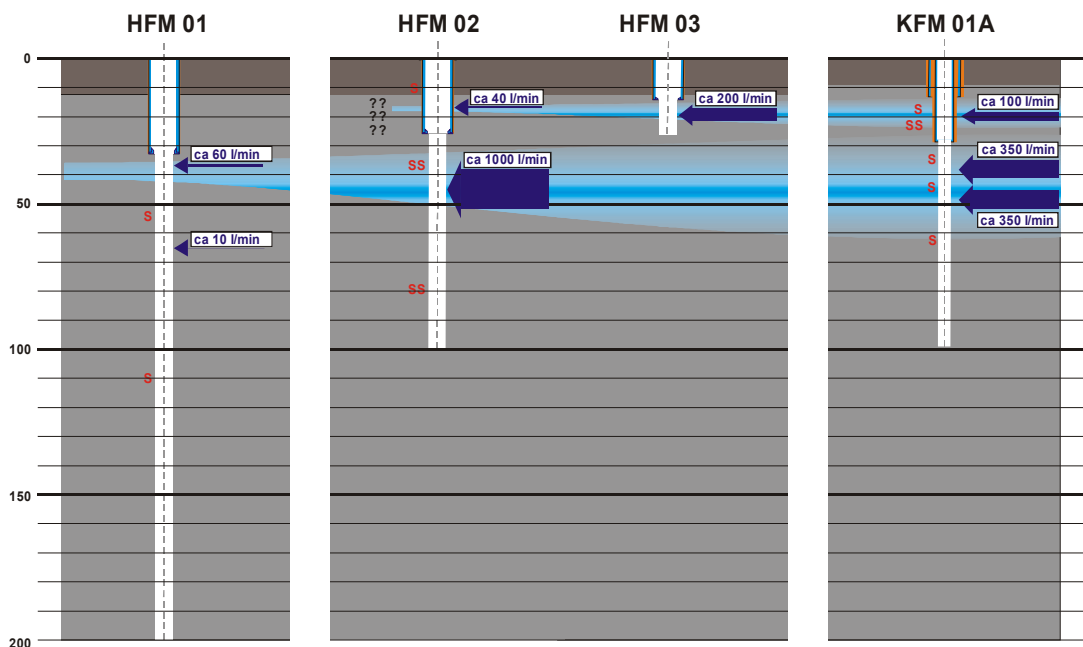 HFM 01
HFM 02
HFM 03
KFM 01A
0
S
??
ca 40 l/min
ca 200 l/min
S
ca 100 l/min
??
SS
??
ca 60 l/min
SS
ca 1000 l/min
S
ca 350 l/min
S
50
S
ca 350 l/min
ca 10 l/min
S
SS
100
S
150
200